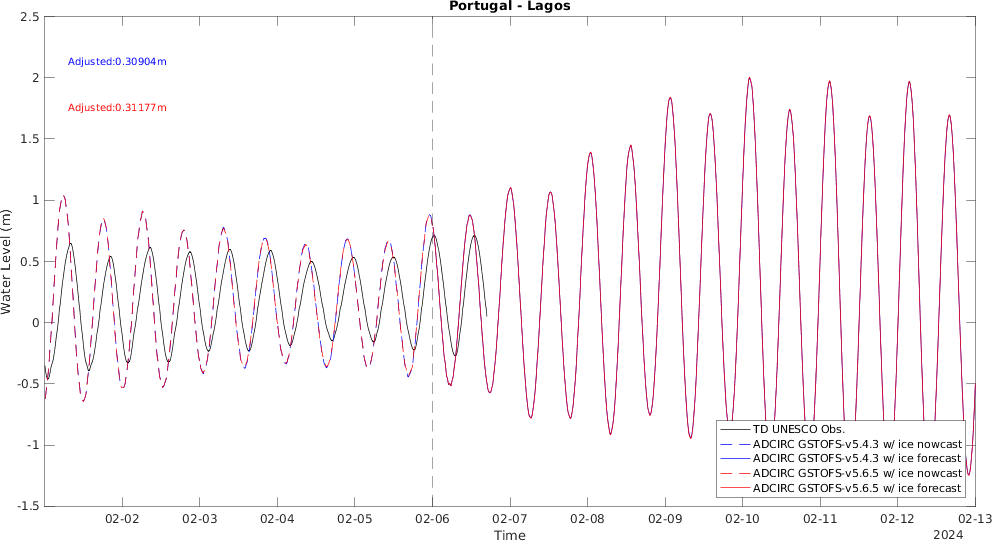 Portugal - Lagos
2.5
2
1.5
1
0.5
0
-0.5
-1
-1.5
Water Level (m)
Adjusted:0.30904m
Adjusted:0.31177m
TD UNESCO Obs.
ADCIRC GSTOFS-v5.4.3 w/ ice nowcast
ADCIRC GSTOFS-v5.4.3 w/ ice forecast
ADCIRC GSTOFS-v5.6.5 w/ ice nowcast
ADCIRC GSTOFS-v5.6.5 w/ ice forecast
02-02 02-03 02-04 02-05 02-06 02-07 02-08 02-09 02-10 02-11 02-12 02-13
Time
2024